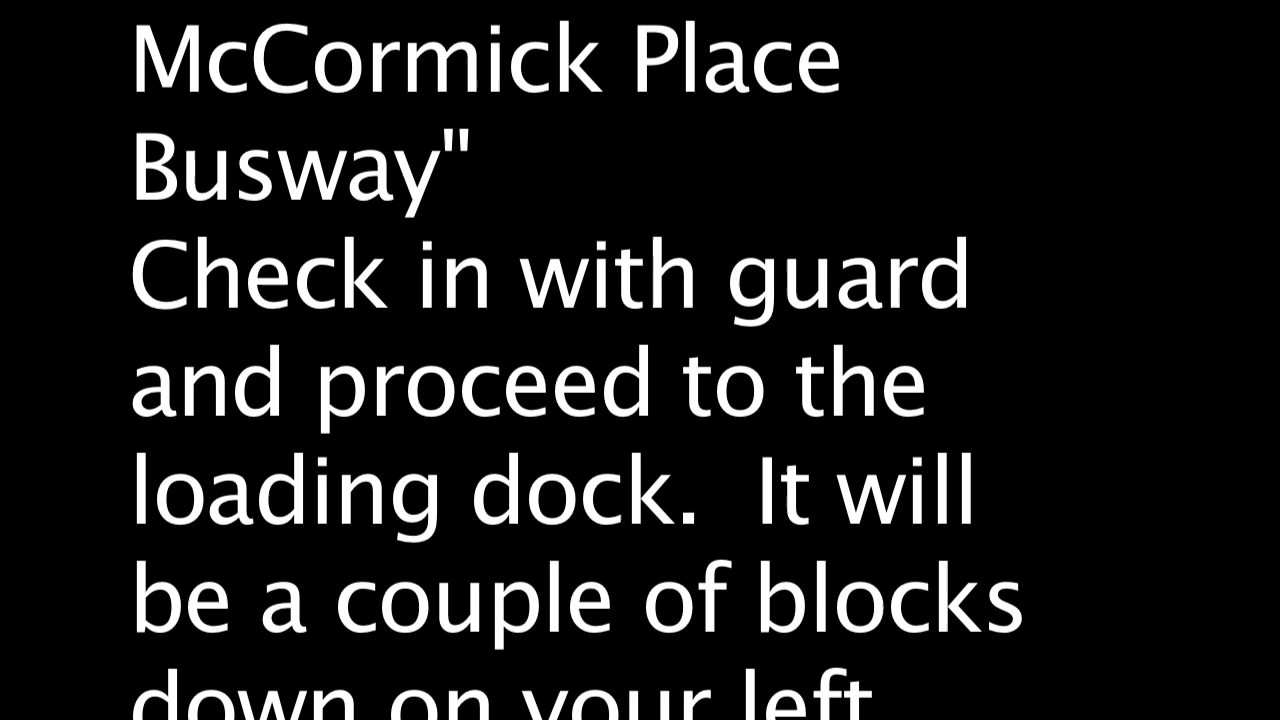 McCormick Place
Busway"
Check in with guard
and proceed to the
loading dock.  It will
be a couple of blocks
down on your left